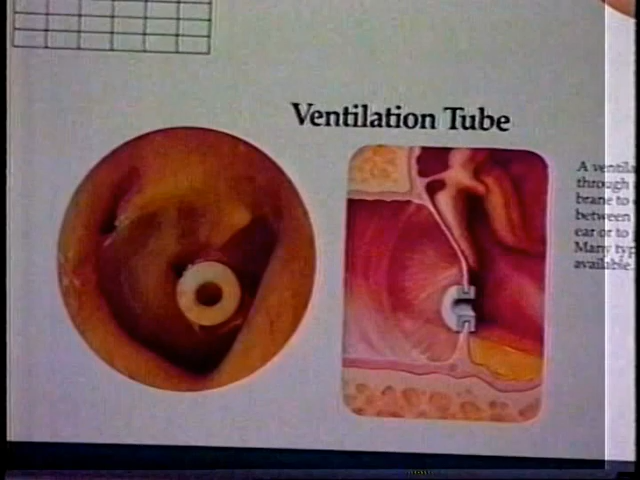 Ventilation Tube
A ventila
through
brane to
between
ear or to
Many typ
available.